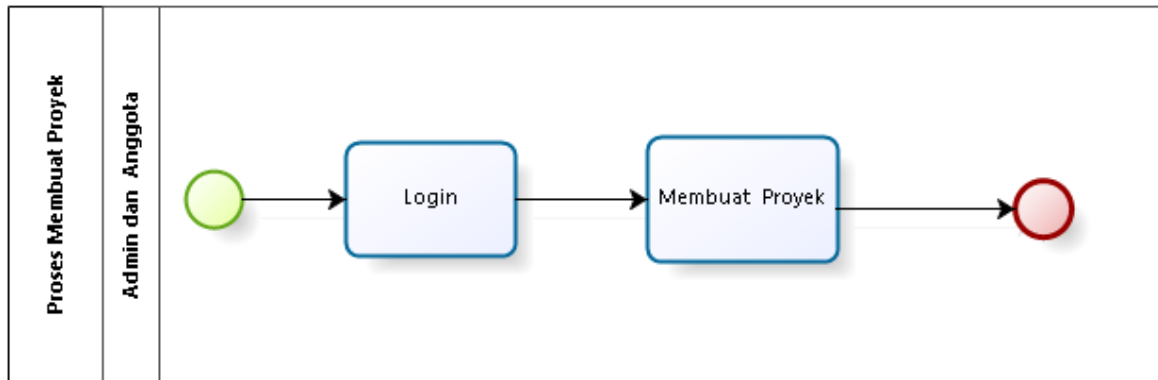 Proses Membuat Proyek
Admin dan Anggota
Login
Membuat Proyek